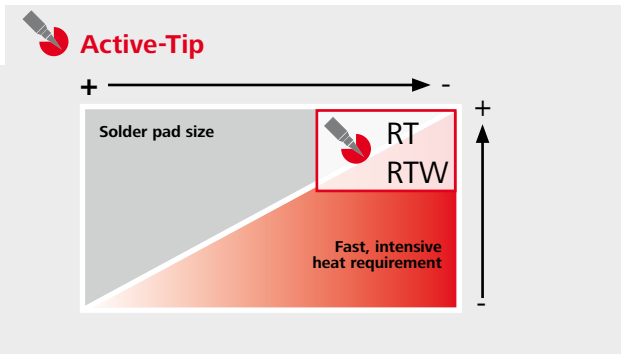 Active-Tip
+ -
+
Solder pad size
RT
RTW
Fast, intensive
heat requirement
-